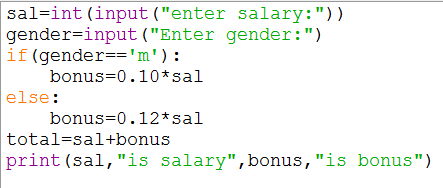 sal=int(input("enter salary:"))
gender=input("Enter gender:")
if(gender=='m'):
    bonus=0.10*sal
else:
    bonus=0.12*sal
total=sal+bonus
print(sal,"is salary",bonus,"is bonus")